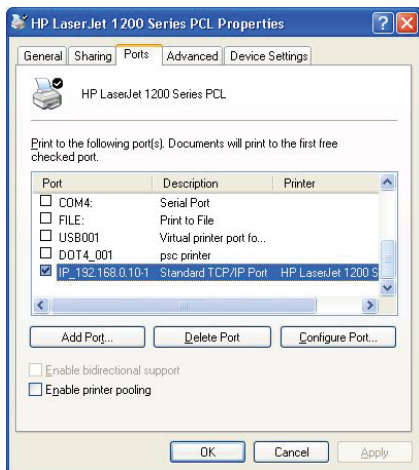 HP LaserJet 1200 Series PCL Properties
General Sharing Ports Advanced Device Settings
HP LaserJet 1200 Series PCL
Print to the following port(s). Documents will print to the first free
checked port.
Port Description Printer
COM4: Serial Port
FILE: Print to File
USB001 Virtual printer port fo...
DOT4_001 psc printer
IP_192.168.0.10-1 Standard TCP/IP Port HP LaserJet 1200 S
Add Port... Delete Port Configure Port...
Enable bidirectional support
Enable printer pooling
OK Cancel Apply